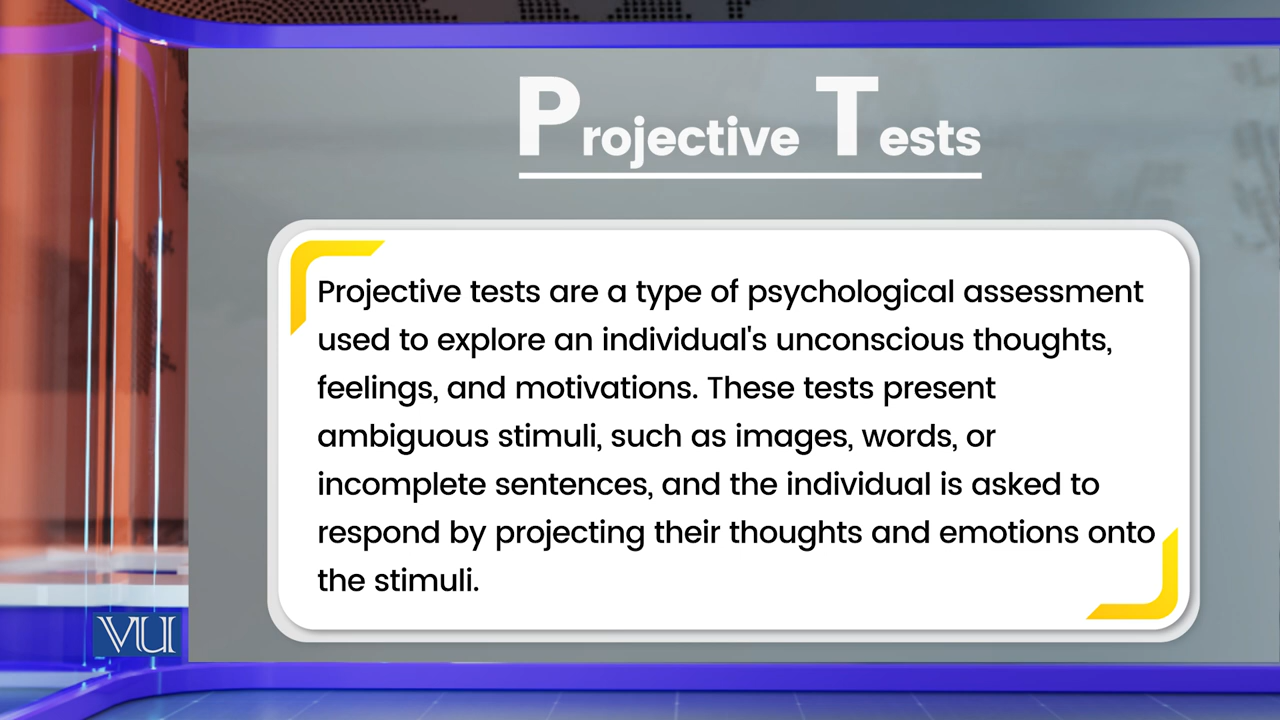 Projective Tests
Projective tests are a type of psychological assessment
used to explore an individual's unconscious thoughts,
feelings, and motivations. These tests present
ambiguous stimuli, such as images, words, or
incomplete sentences, and the individual is asked to
respond by projecting their thoughts and emotions onto
the stimuli.
VU